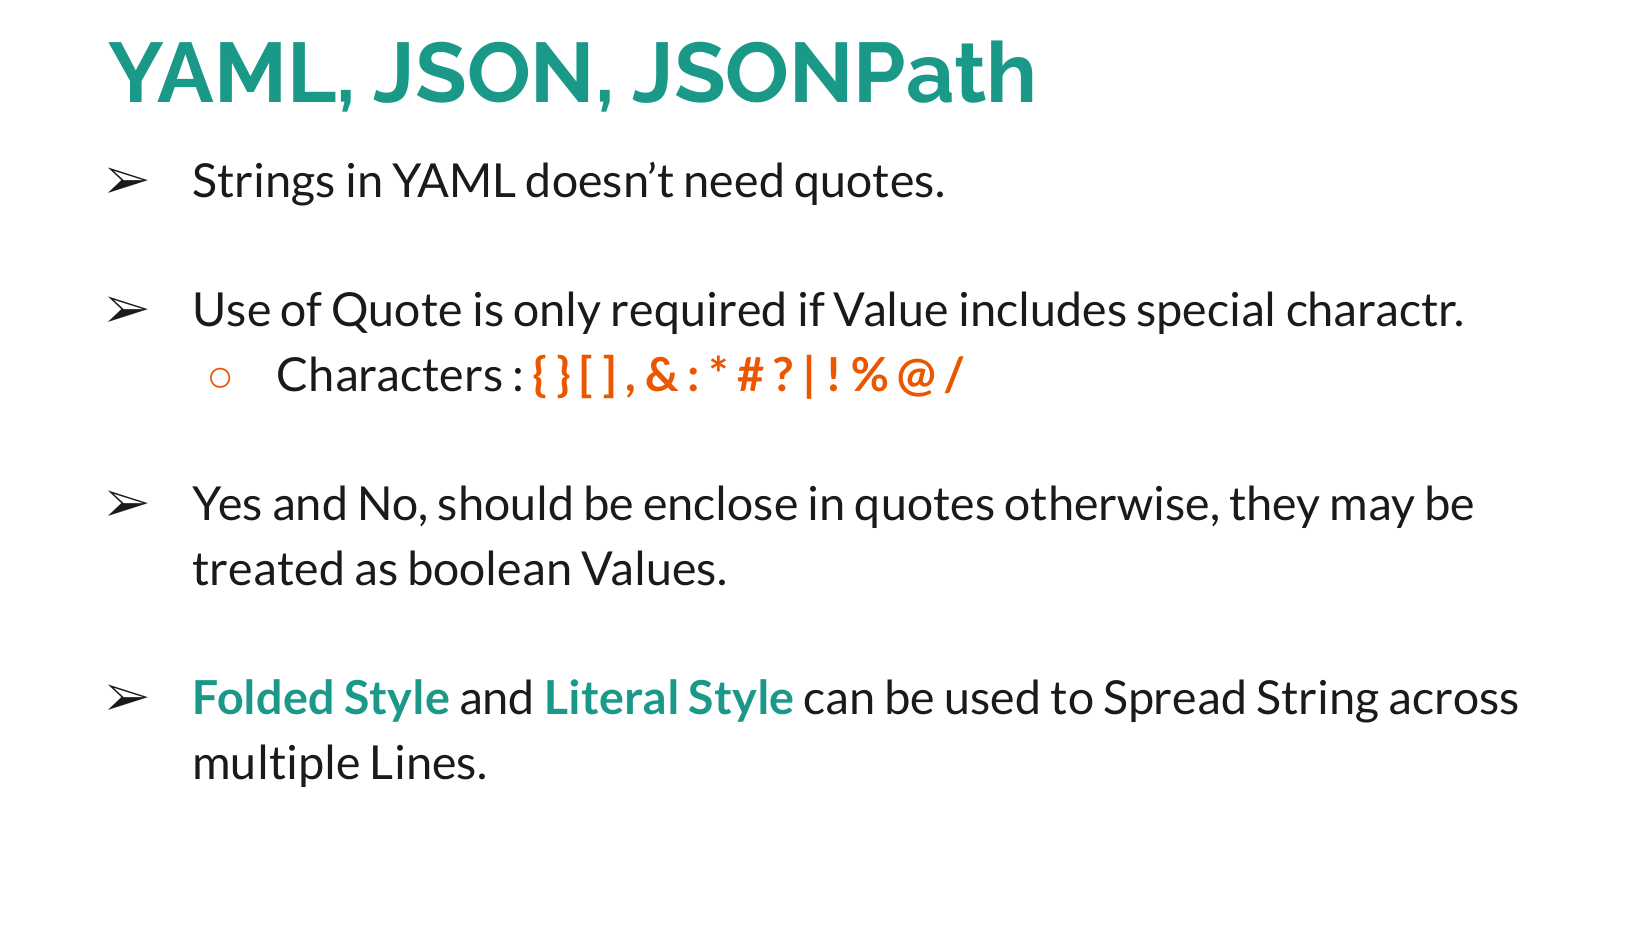 YAML, JSON, JSONPath
➢ Strings in YAML doesn’t need quotes.
➢ Use of Quote is only required if Value includes special charactr.
○ Characters : { } [ ] , & : * # ? | ! % @ /
➢ Yes and No, should be enclose in quotes otherwise, they may be
treated as boolean Values.
➢ Folded Style and Literal Style can be used to Spread String across
multiple Lines.